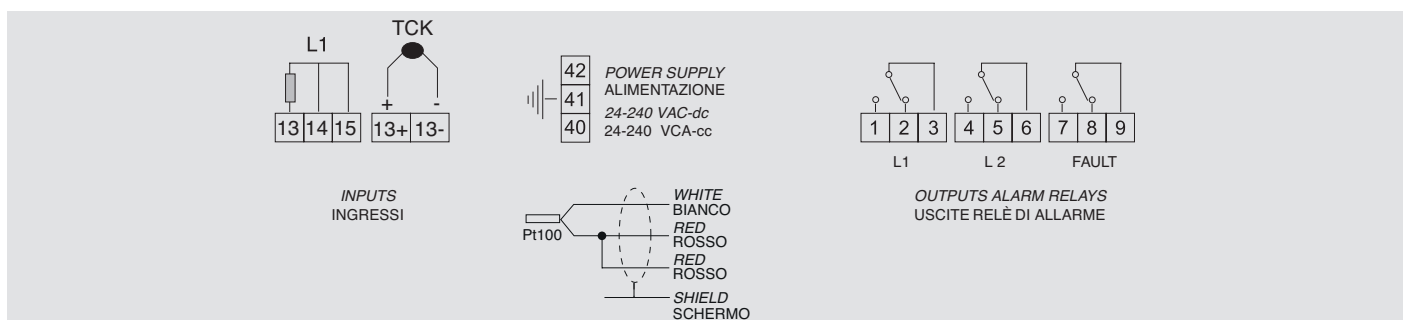 L1
TCK
+ -
13 14 15
13+ 13-
INPUTS
INGRESSI
42
41
40
POWER SUPPLY
ALIMENTAZIONE
24-240 VAC-dc
24-240 VCA-cc
Pt100
WHITE
BIANCO
RED
ROSSO
RED
ROSSO
SHIELD
SCHERMO
1 2 3
4 5 6
7 8 9
L1
L 2
FAULT
OUTPUTS ALARM RELAYS
USCITE RELÈ DI ALLARME